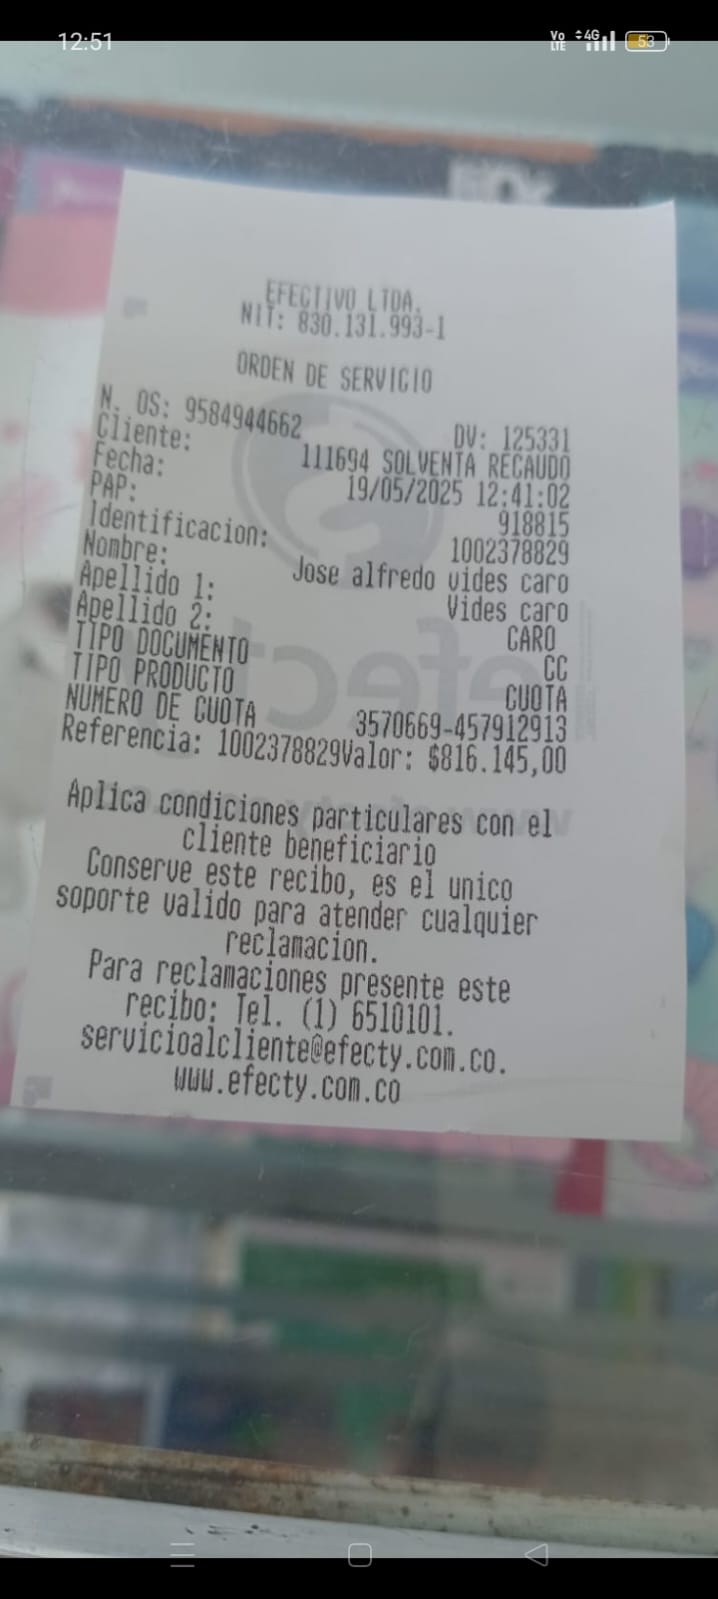 12:51
Vo LTE 4G 53
EFECTIVO LTDA.
NIT: 830.131.993-1
ORDEN DE SERVICIO
N. OS: 9584944662 DV: 125331
Cliente: 111694 SOLVENTA RECAUDO
Fecha: 19/05/2025 12:41:02
PAP: 918815
Identificacion: 1002378829
Nombre: Jose alfredo vides caro
Apellido 1: Vides caro
Apellido 2: CARO
TIPO DOCUMENTO CC
TIPO PRODUCTO CUOTA
NUMERO DE CUOTA 3570669-457912913
Referencia: 1002378829Valor: $816.145,00
Aplica condiciones particulares con el
cliente beneficiario
Conserve este recibo, es el unico
soporte valido para atender cualquier
reclamacion.
Para reclamaciones presente este
recibo: Tel. (1) 6510101.
servicioalcliente@efecty.com.co.
www.efecty.com.co